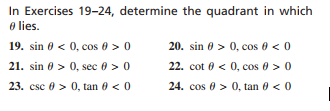 In Exercises 19–24, determine the quadrant in which
θ lies.
19. sin θ < 0, cos θ > 0 20. sin θ > 0, cos θ < 0
21. sin θ > 0, sec θ > 0 22. cot θ < 0, cos θ > 0
23. csc θ > 0, tan θ < 0 24. cos θ > 0, tan θ < 0